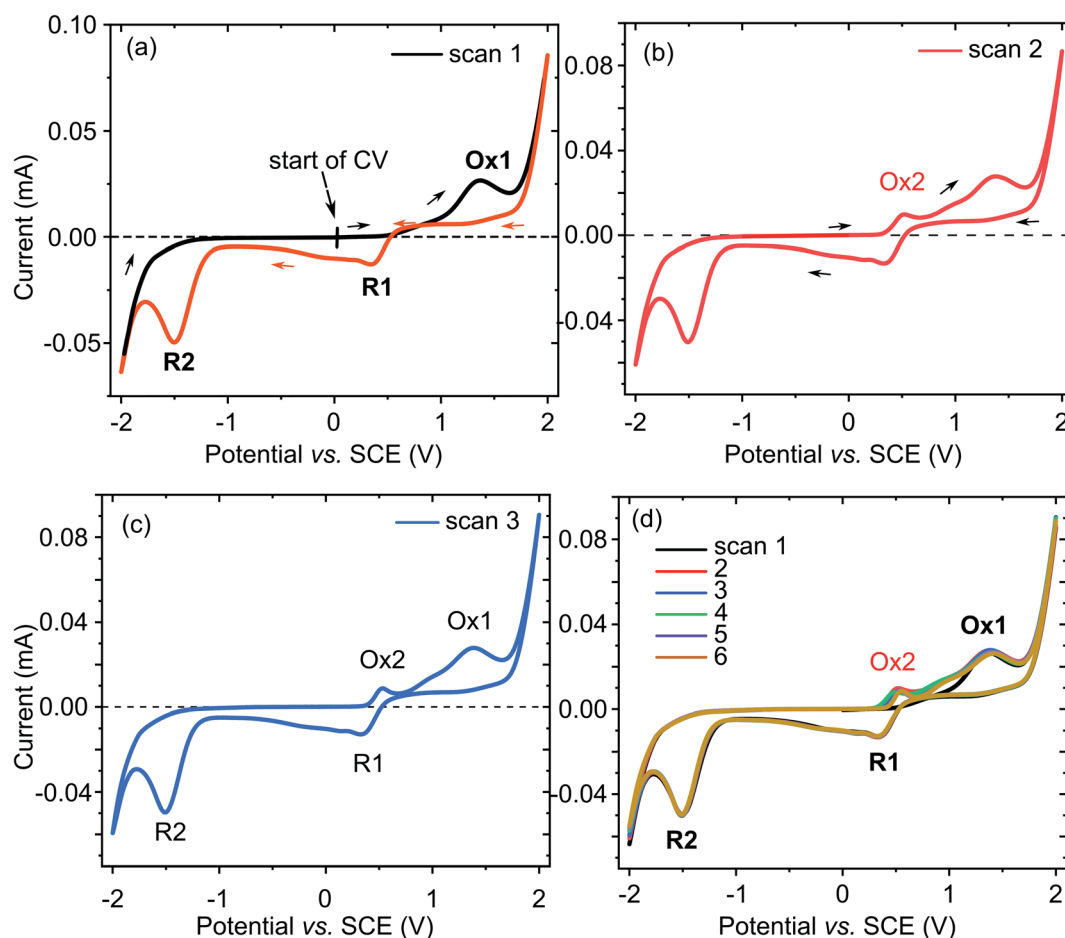 (a)
scan 1
start of CV
Ox1
R1
R2
0.10
0.05
0.00
-0.05
Current (mA)
-2 -1 0 1 2
Potential vs. SCE (V)
(b)
scan 2
Ox2
0.08
0.04
0.00
-0.04
-2 -1 0 1 2
Potential vs. SCE (V)
(c)
scan 3
Ox1
Ox2
R1
R2
0.08
0.04
0.00
-0.04
Current (mA)
-2 -1 0 1 2
Potential vs. SCE (V)
(d)
scan 1
2
3
4
5
6
Ox1
Ox2
R1
R2
0.08
0.04
0.00
-0.04
-2 -1 0 1 2
Potential vs. SCE (V)